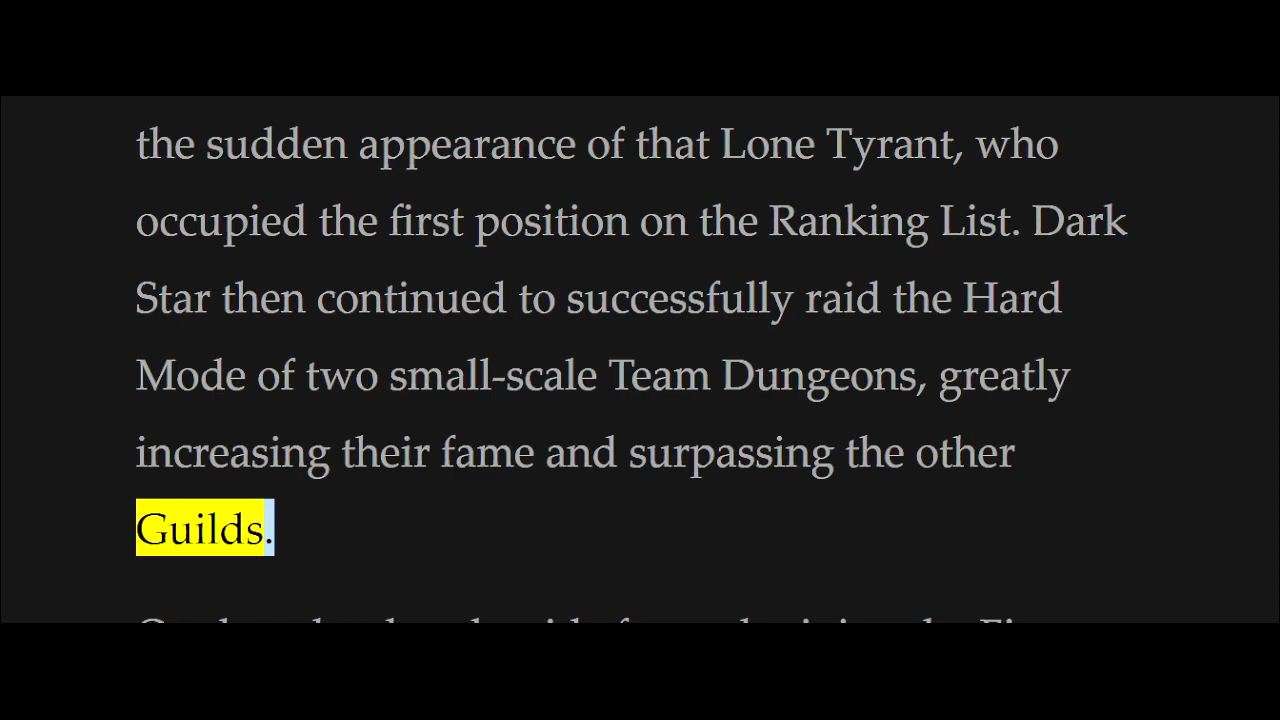 the sudden appearance of that Lone Tyrant, who
occupied the first position on the Ranking List. Dark
Star then continued to successfully raid the Hard
Mode of two small-scale Team Dungeons, greatly
increasing their fame and surpassing the other
Guilds.